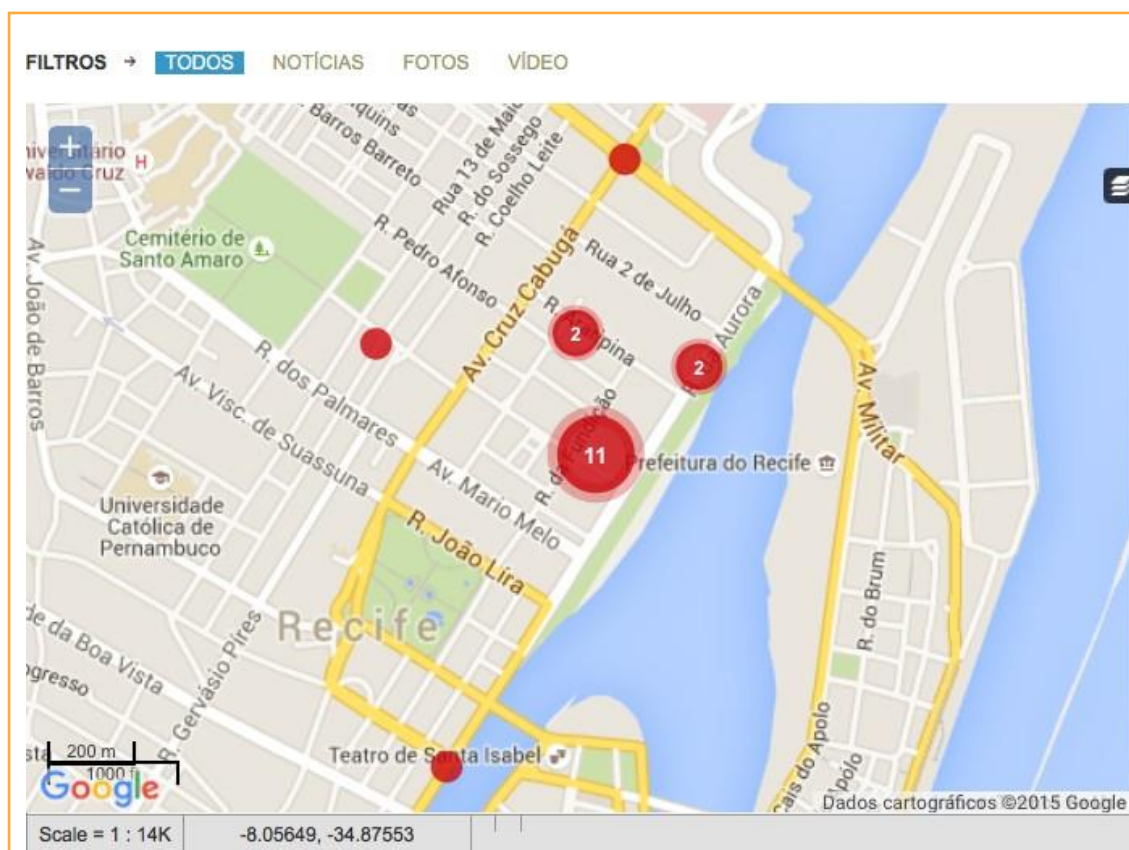 FILTROS → TODOS NOTÍCIAS FOTOS VÍDEO
Barros Barreto
Rua 13 de Maio
R. do Sossego
R. Coelho Leite
Cruz
H
+
−
Cemitério de
Santo Amaro
R. Pedro Afonso
Av. Cruz Cabugá
Rua 2 de Julho
Aurora
Av. João de Barros
2
2
R. dos Palmares
Av. Visc. de Suassuna
R. da Fundição
11
Prefeitura do Recife
Av. Militar
Av. Mario Melo
Universidade
Católica de
Pernambuco
R. João Lira
R. do Brum
Recife
de da Boa Vista
R. Gervásio Pires
Teatro de Santa Isabel
Cais do Apolo
200 m
Google
Dados cartográficos ©2015 Google
Scale = 1 : 14K
-8.05649, -34.87553